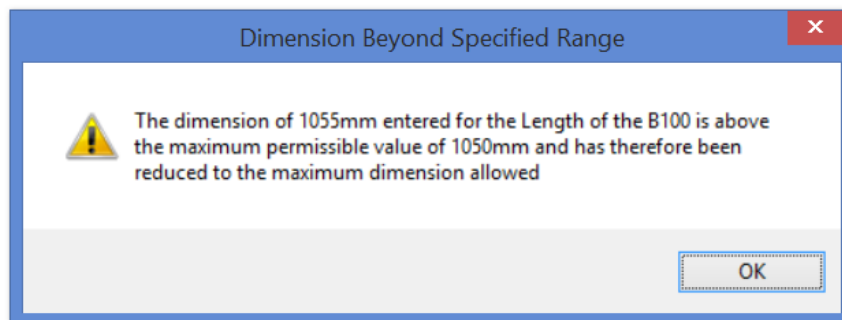 Dimension Beyond Specified Range
The dimension of 1055mm entered for the Length of the B100 is above
the maximum permissible value of 1050mm and has therefore been
reduced to the maximum dimension allowed
OK